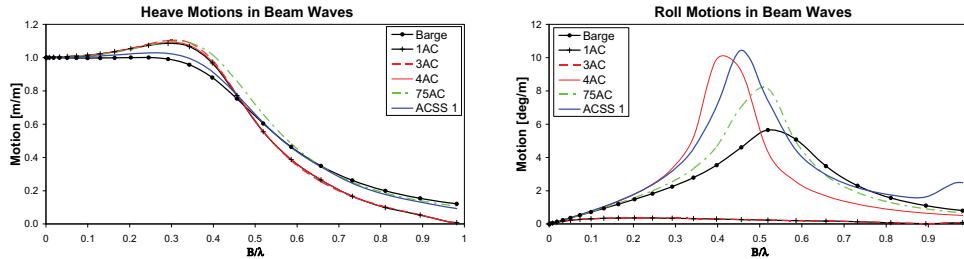 Heave Motions in Beam Waves
Motion [m/m]
1.2
1.0
0.8
0.6
0.4
0.2
0.0
0 0.1 0.2 0.3 0.4 0.5 0.6 0.7 0.8 0.9 1
B/λ
Barge
1AC
3AC
4AC
75AC
ACSS 1
Roll Motions in Beam Waves
Motion [deg/m]
12
10
8
6
4
2
0
0 0.1 0.2 0.3 0.4 0.5 0.6 0.7 0.8 0.9
B/λ
Barge
1AC
3AC
4AC
75AC
ACSS 1